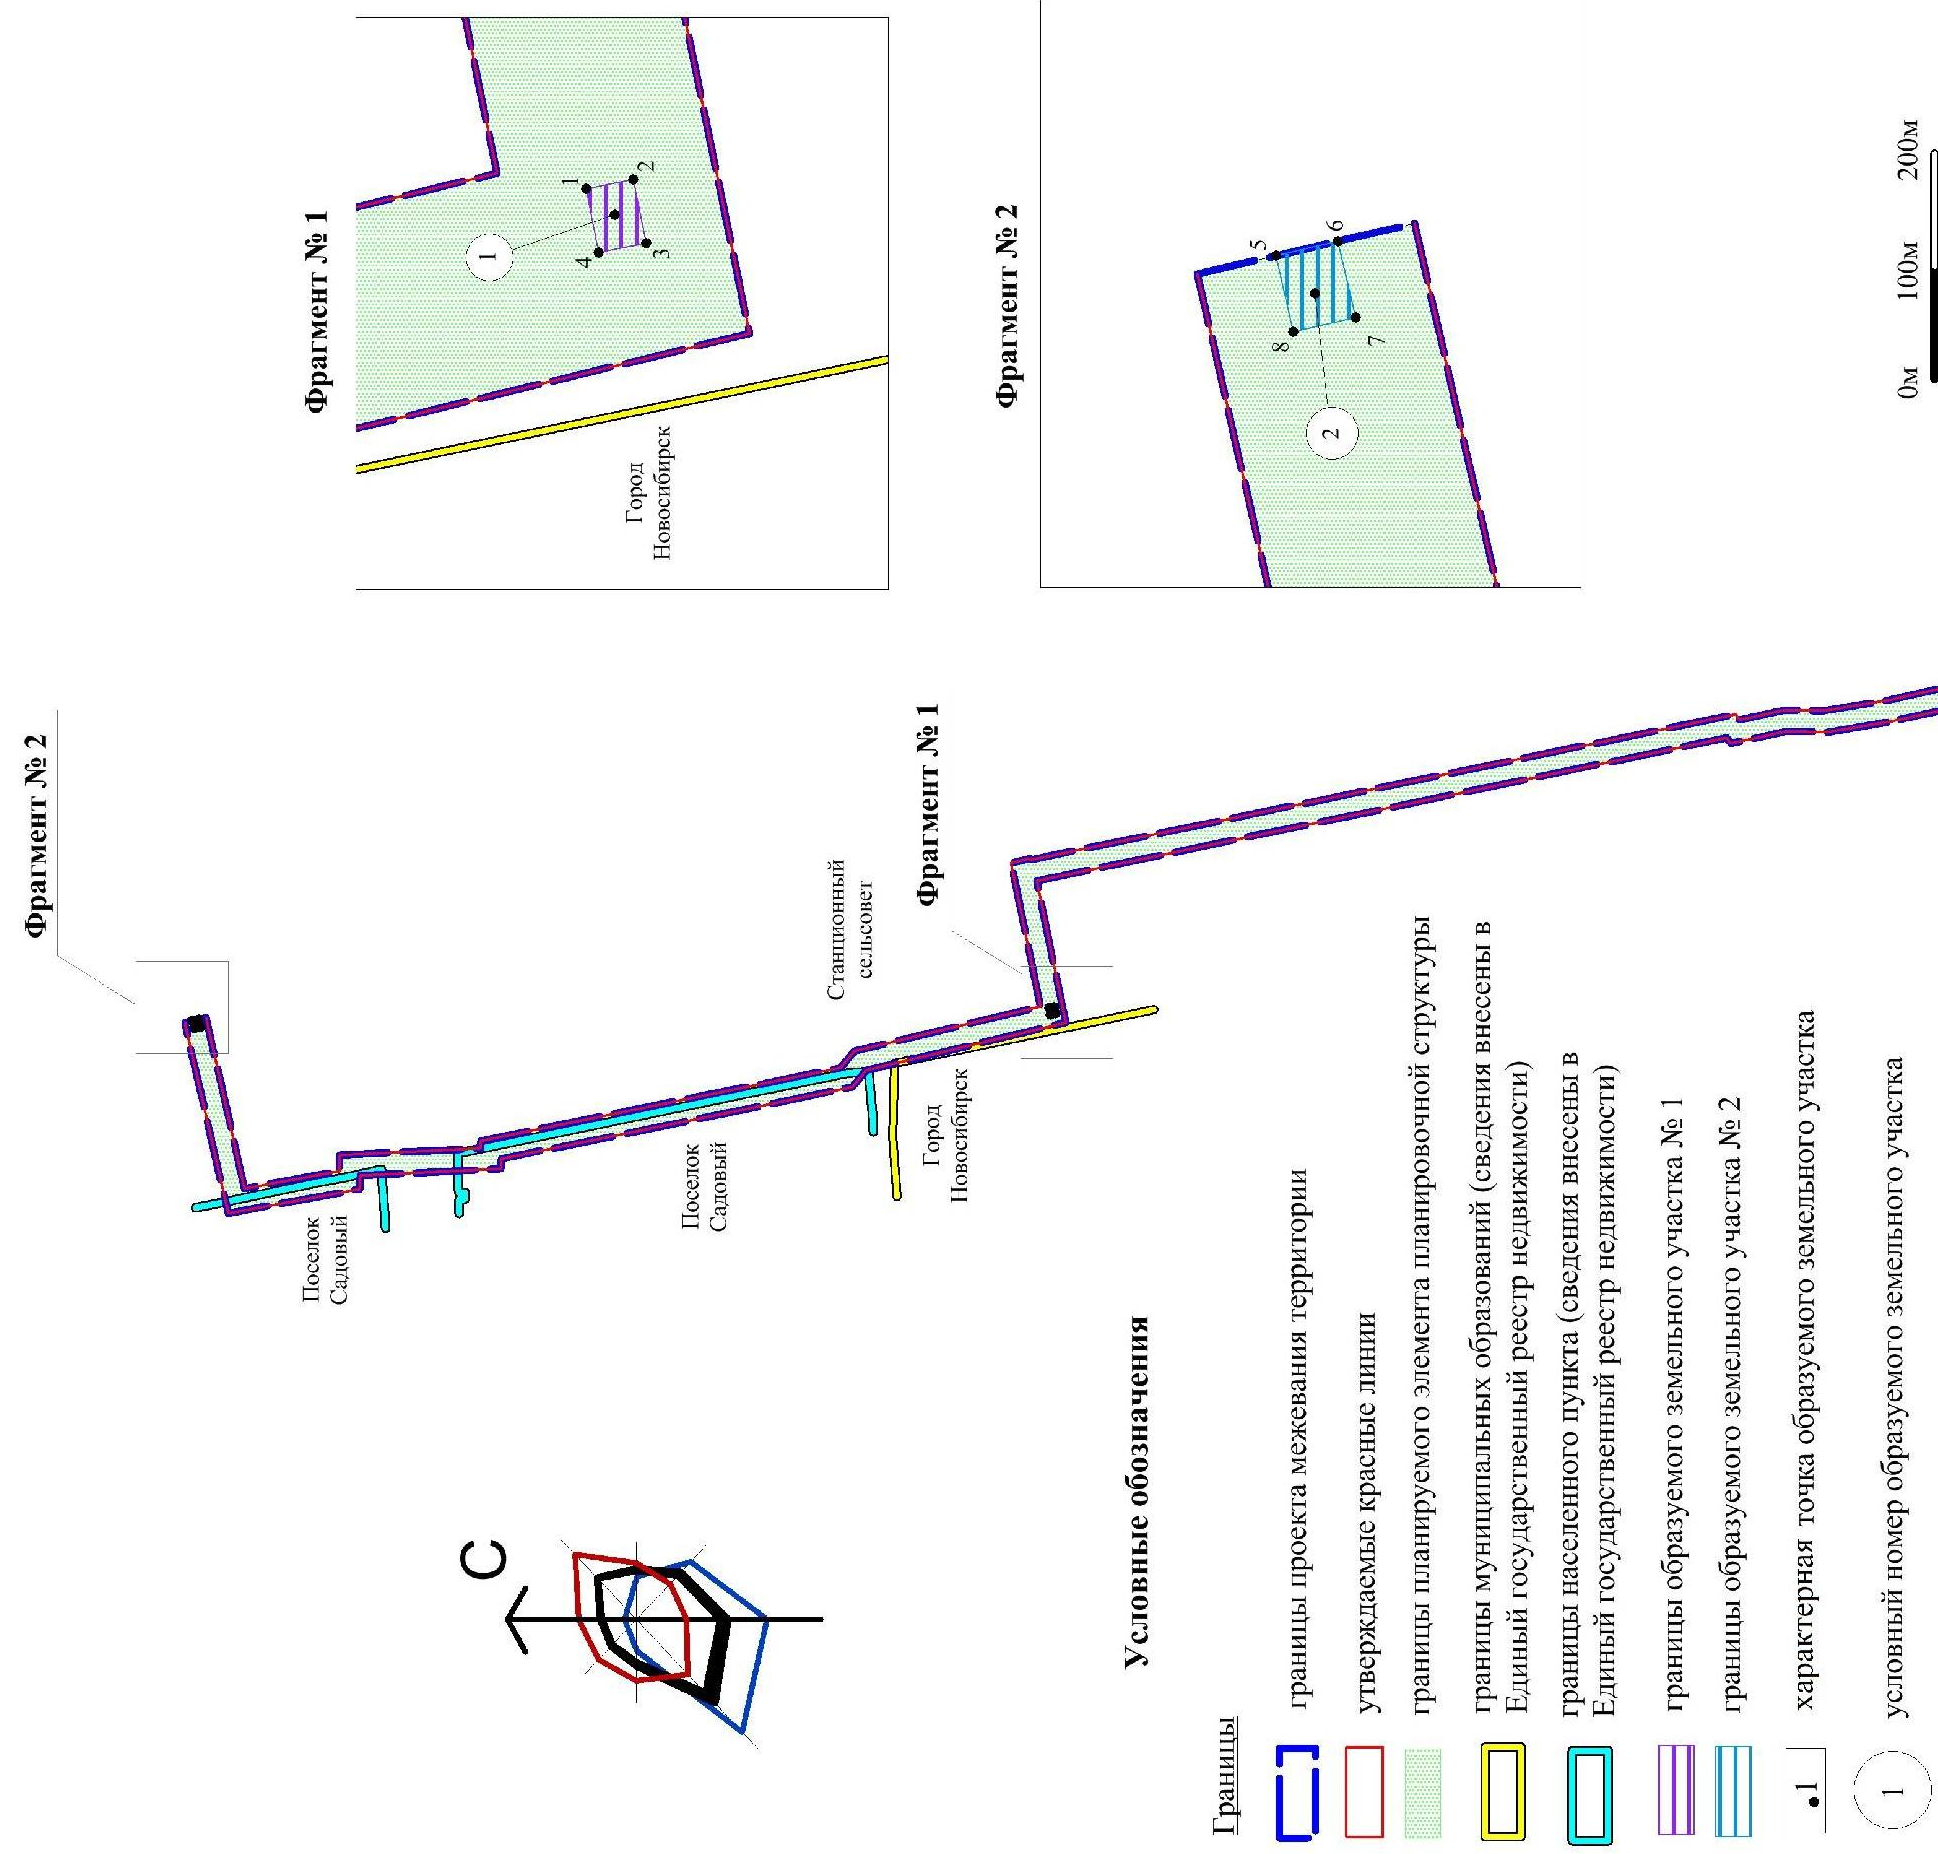 Фрагмент № 2
Фрагмент № 1
Станционный
сельсовет
Поселок
Садовый
Поселок
Садовый
Город
Новосибирск
Фрагмент № 1
1
2
3
4
1
Город
Новосибирск
Фрагмент № 2
5
6
7
8
2
0м 100м 200м
С
Условные обозначения
Границы
границы проекта межевания территории
утверждаемые красные линии
границы планируемого элемента планировочной структуры
границы муниципальных образований (сведения внесены в
Единый государственный реестр недвижимости)
границы населенного пункта (сведения внесены в
Единый государственный реестр недвижимости)
границы образуемого земельного участка № 1
границы образуемого земельного участка № 2
1
характерная точка образуемого земельного участка
1
условный номер образуемого земельного участка